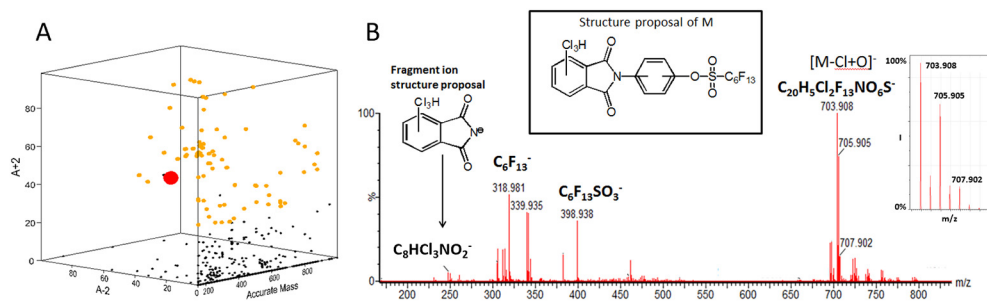 A
A+2
80
60
40
20
0
80
60
40
20
0
A-2
200
400
600
800
Accurate Mass
B
Structure proposal of M
Cl3H
O
N
O
OS
O
O
C6F13
Fragment ion
structure proposal
Cl3H
O
N⊖
O
C8HCl3NO2-
100
%
0
C6F13-
318.981
339.935
C6F13SO3-
398.938
[M-Cl+O]-
C20H5Cl2F13NO6S-
703.908
705.905
707.902
200 250 300 350 400 450 500 550 600 650 700 750 800 m/z
100%
703.908
705.905
I
707.902
0%
m/z